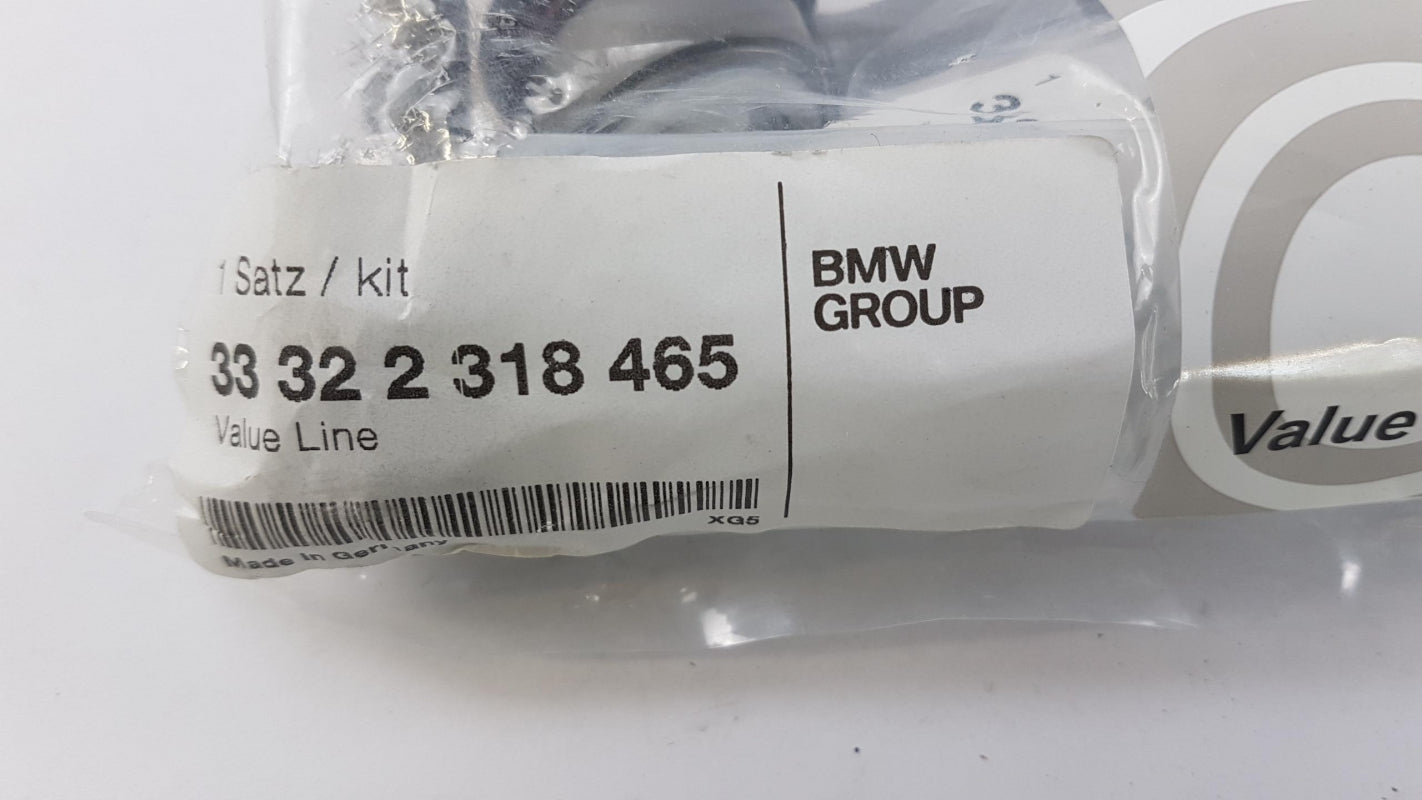 1 Satz / kit
33 32 2 318 465
Value Line
XG5
Made in Germany
BMW
GROUP
Value